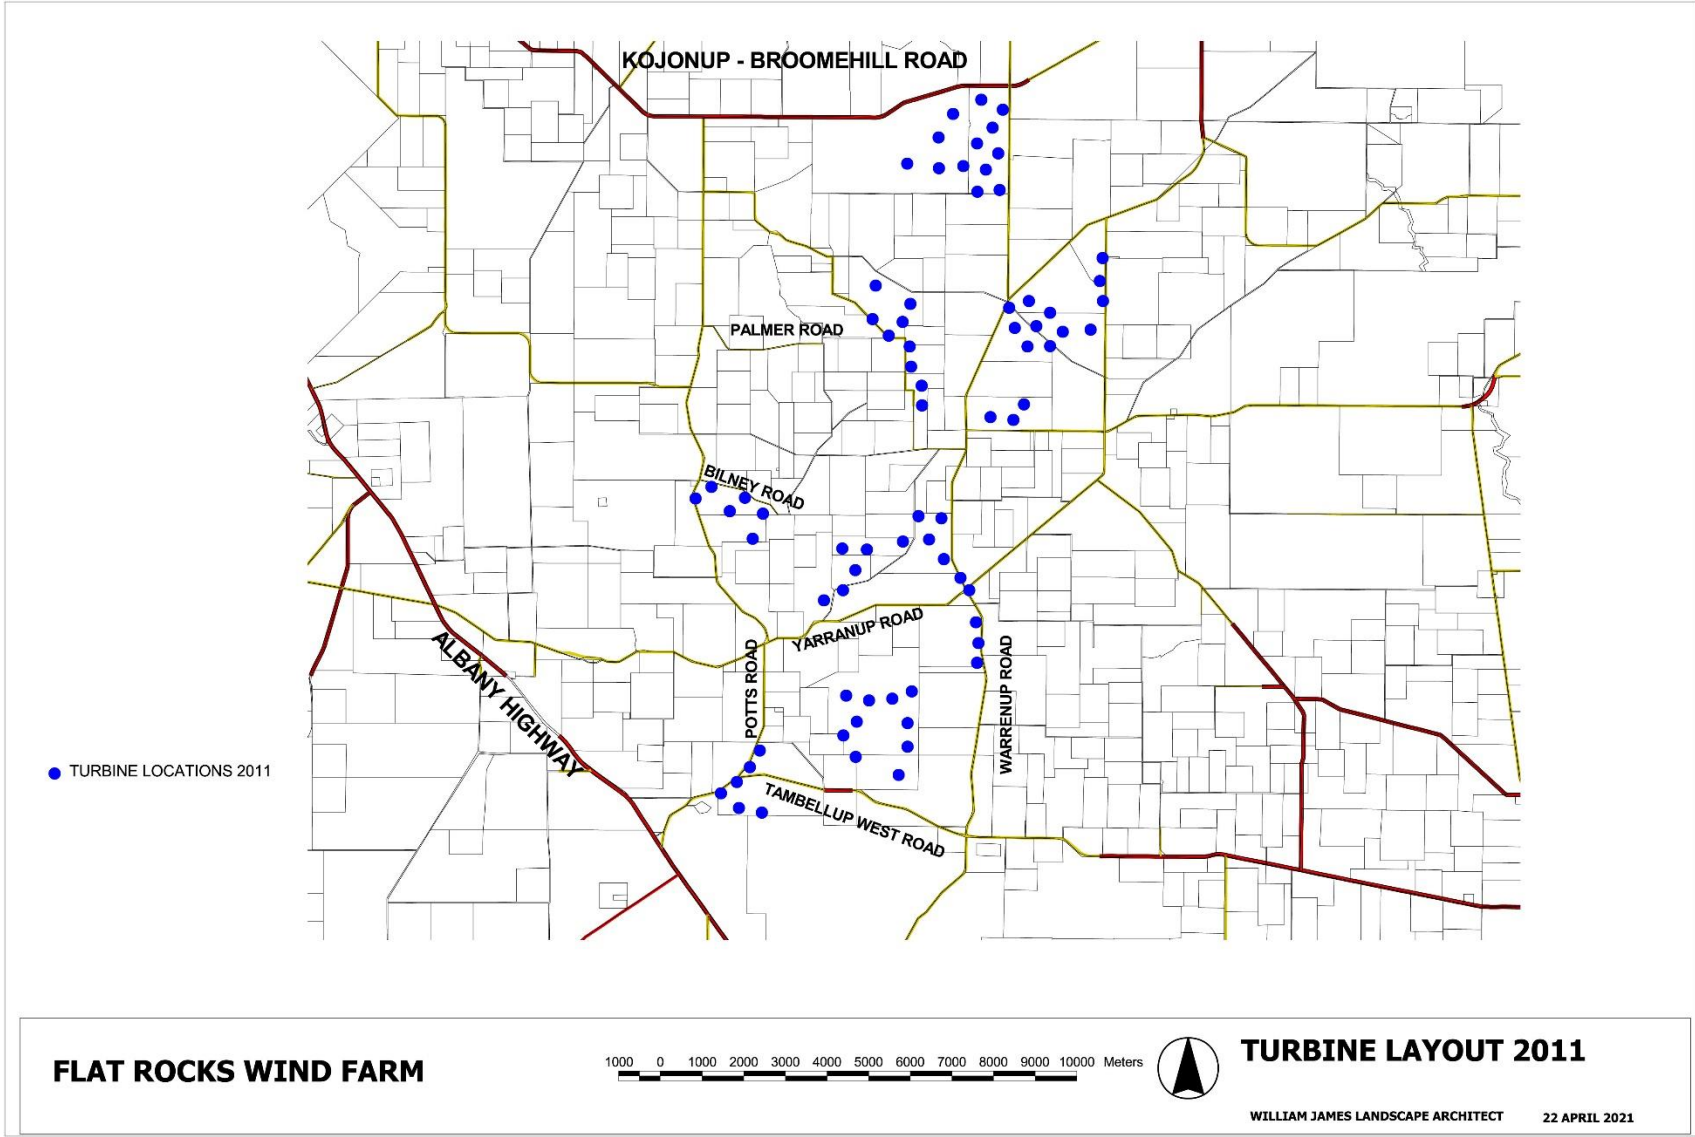 KOJONUP - BROOMEHILL ROAD
PALMER ROAD
BILNEY ROAD
YARRANUP ROAD
ALBANY HIGHWAY
POTTS ROAD
WARRENUP ROAD
TURBINE LOCATIONS 2011
TAMBELLUP WEST ROAD
FLAT ROCKS WIND FARM
1000 0 1000 2000 3000 4000 5000 6000 7000 8000 9000 10000 Meters
TURBINE LAYOUT 2011
WILLIAM JAMES LANDSCAPE ARCHITECT 22 APRIL 2021